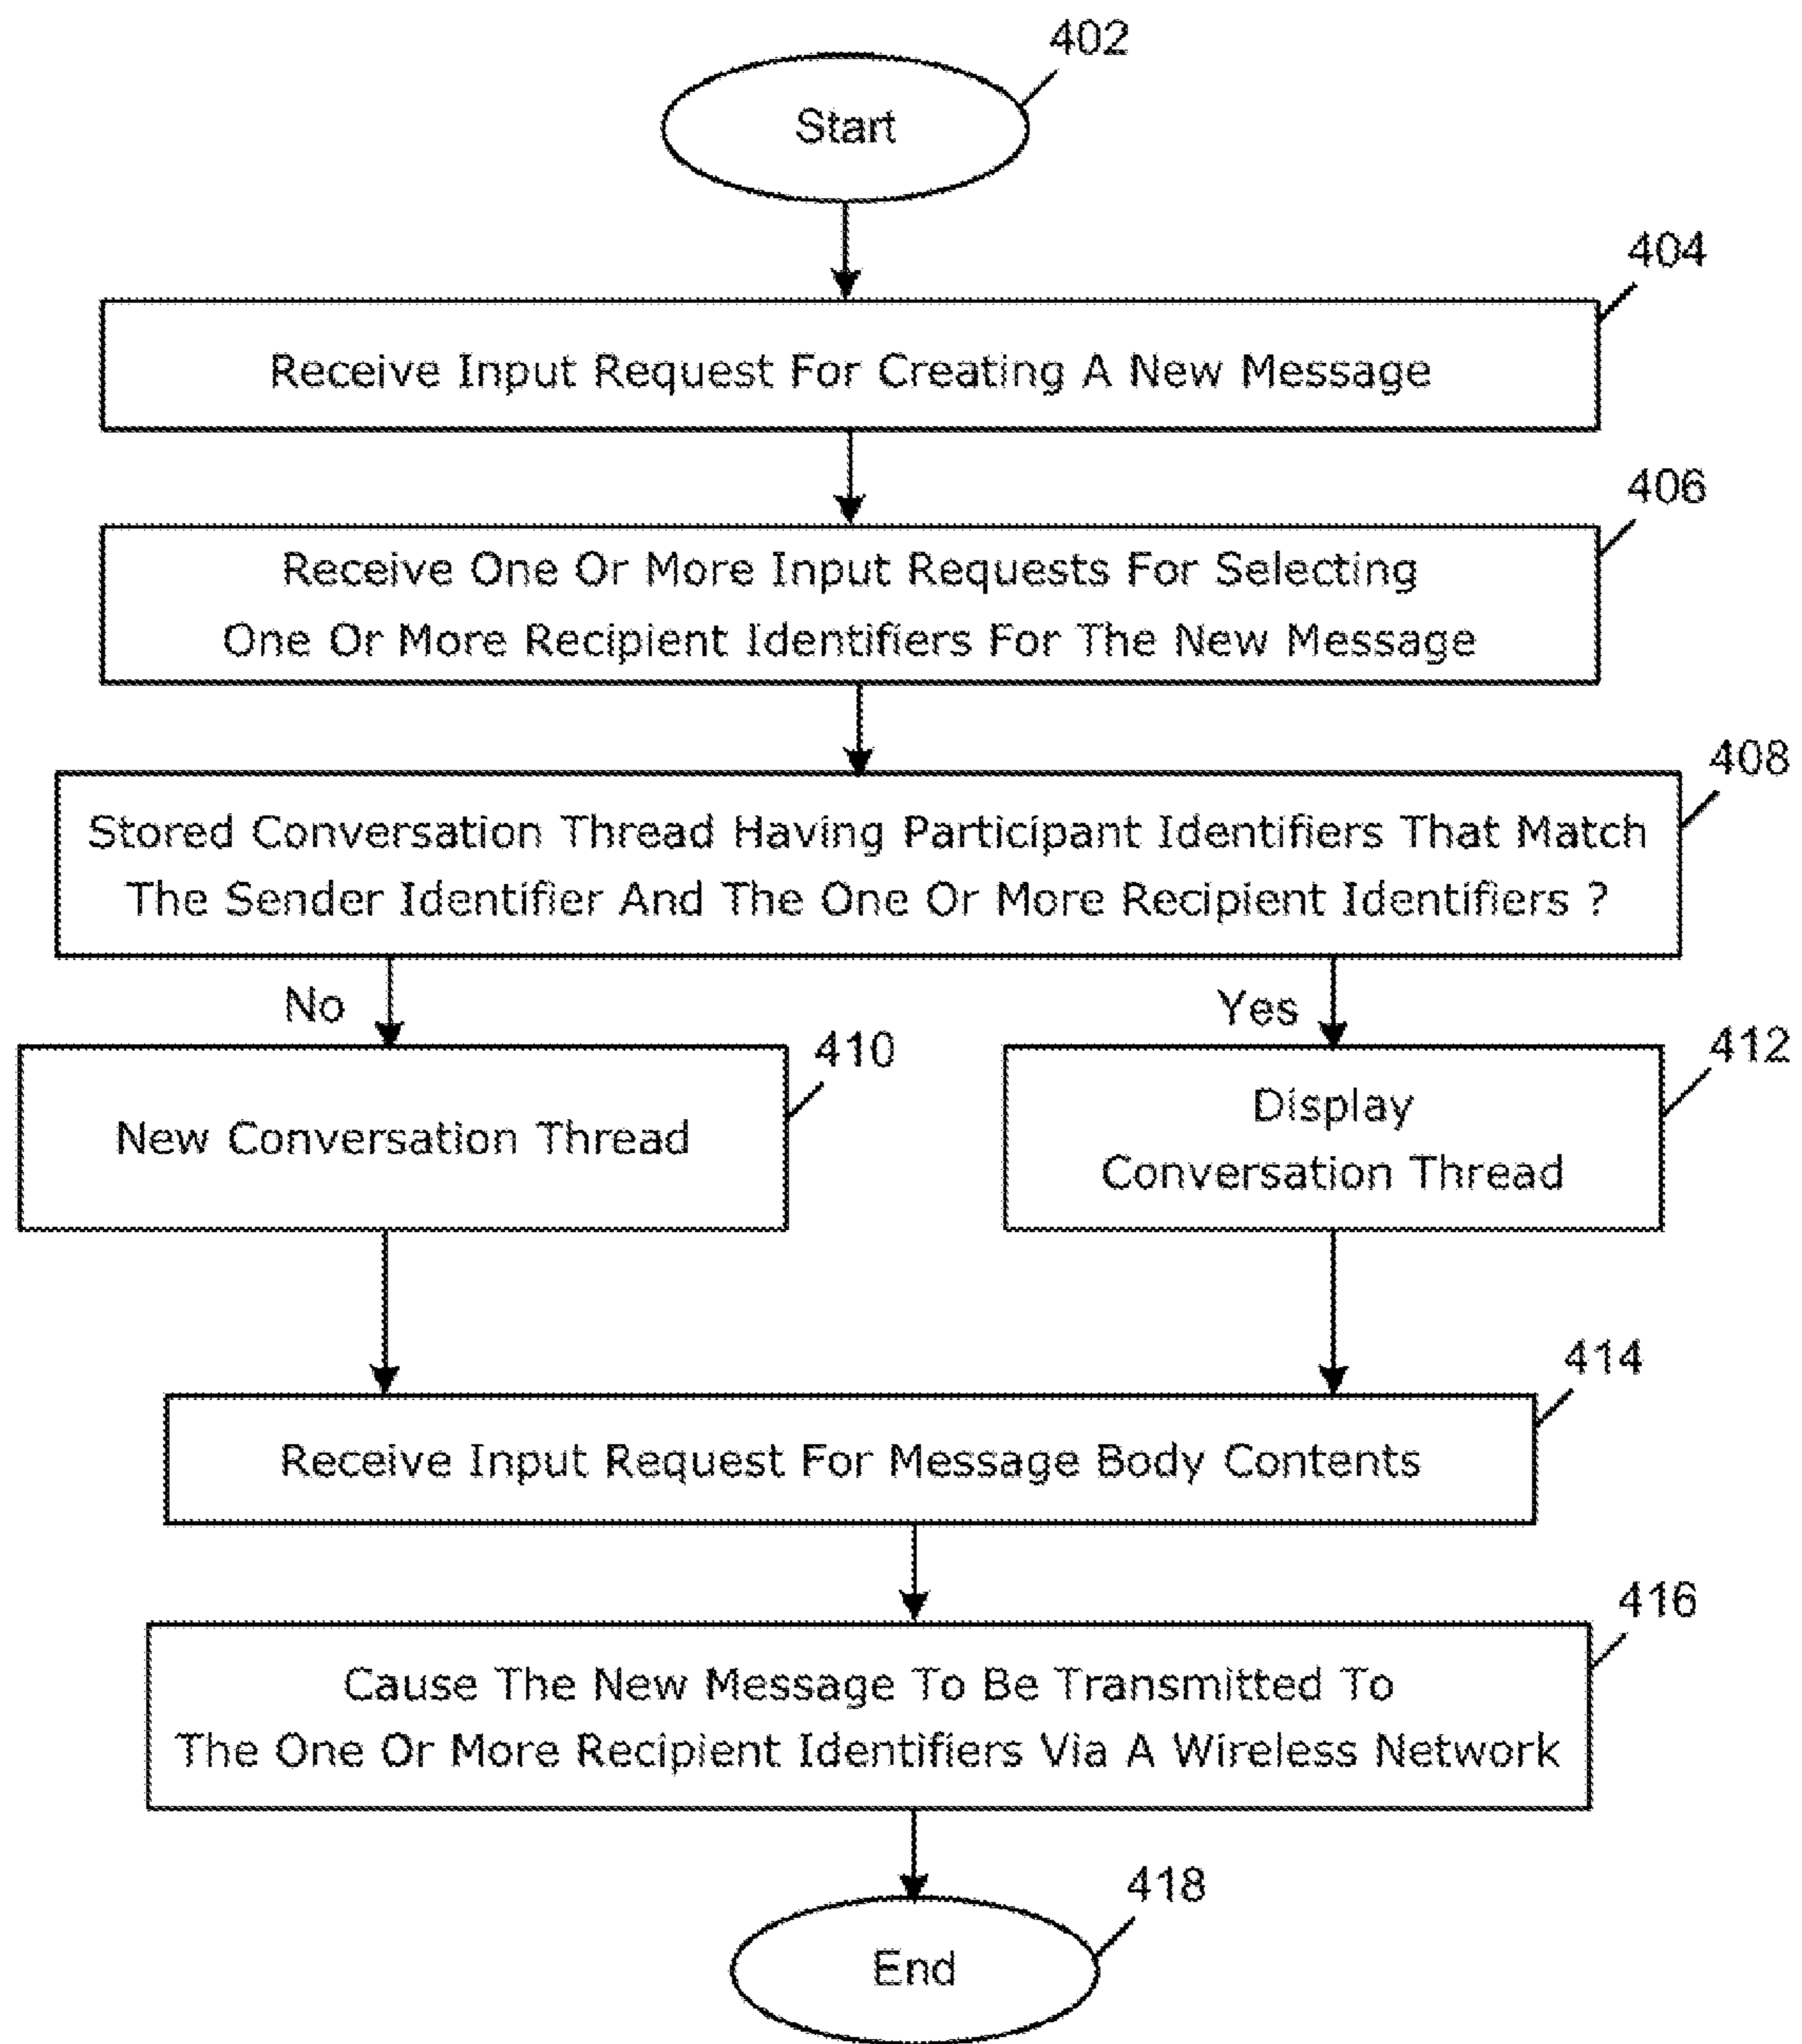 402
Start
404
Receive Input Request For Creating A New Message
406
Receive One Or More Input Requests For Selecting
One Or More Recipient Identifiers For The New Message
408
Stored Conversation Thread Having Participant Identifiers That Match
The Sender Identifier And The One Or More Recipient Identifiers ?
No
Yes
410
New Conversation Thread
412
Display
Conversation Thread
414
Receive Input Request For Message Body Contents
416
Cause The New Message To Be Transmitted To
The One Or More Recipient Identifiers Via A Wireless Network
418
End